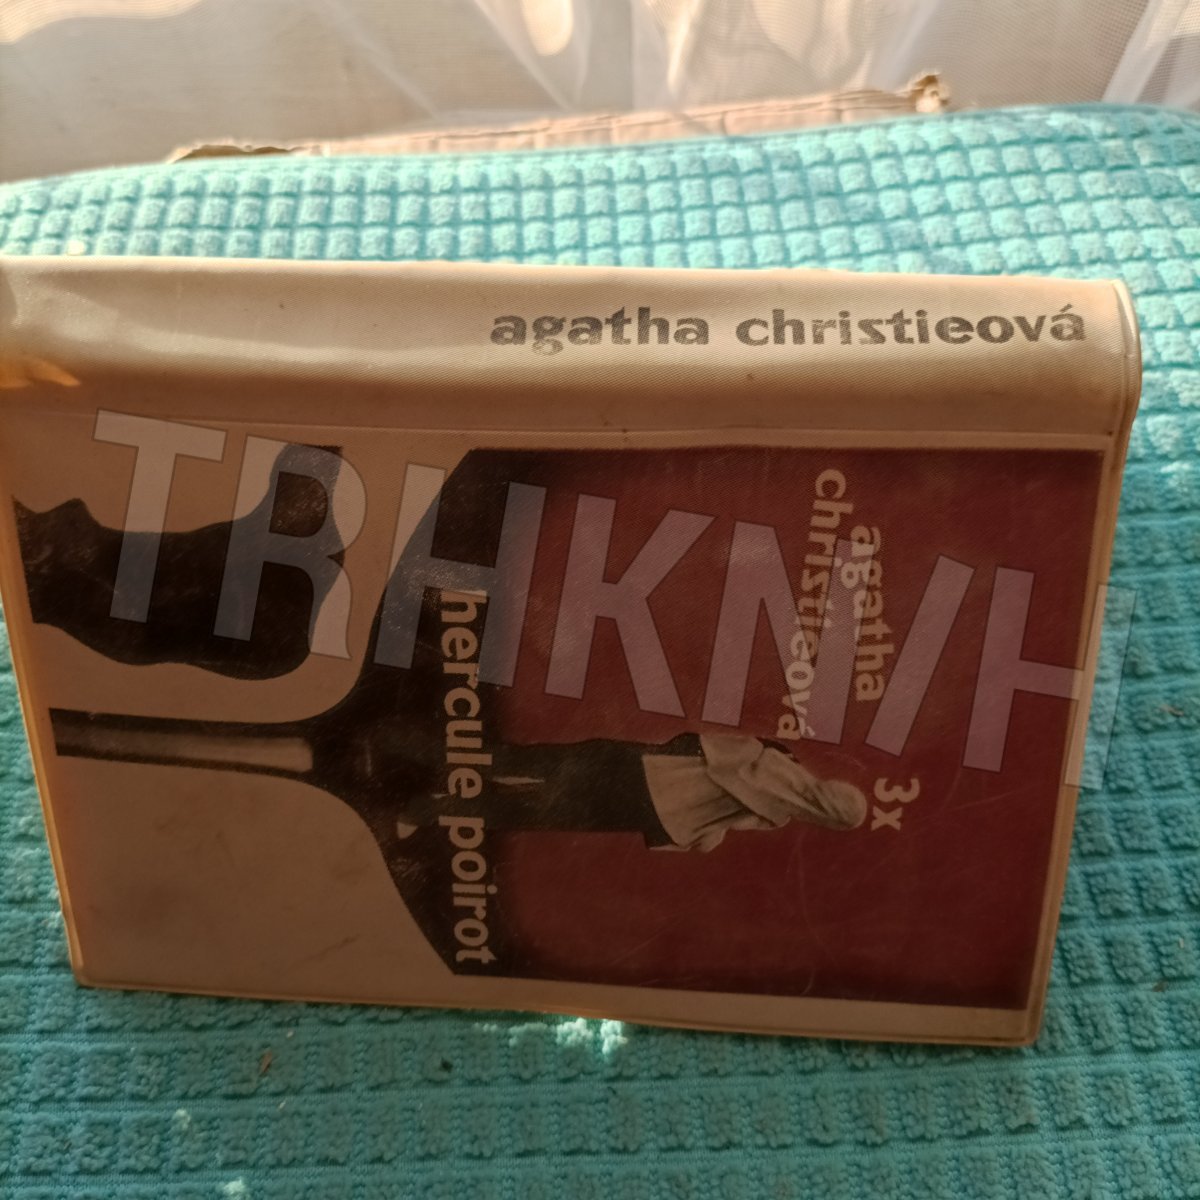 agatha christieová
agatha
christieová
3x
hercule poirot
TRHKNIH